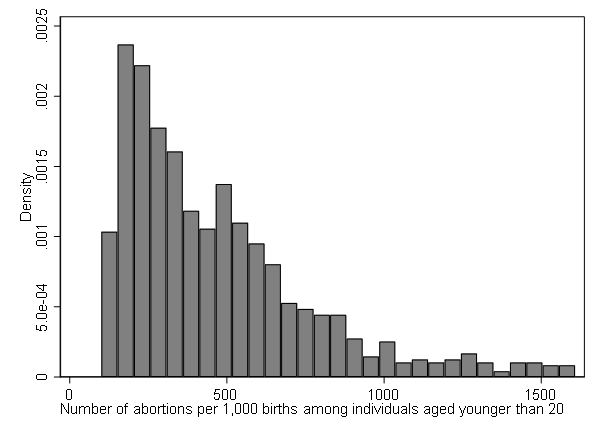 .0025
.002
.0015
.001
5.0e-04
0
Density
0 500 1000 1500
Number of abortions per 1,000 births among individuals aged younger than 20